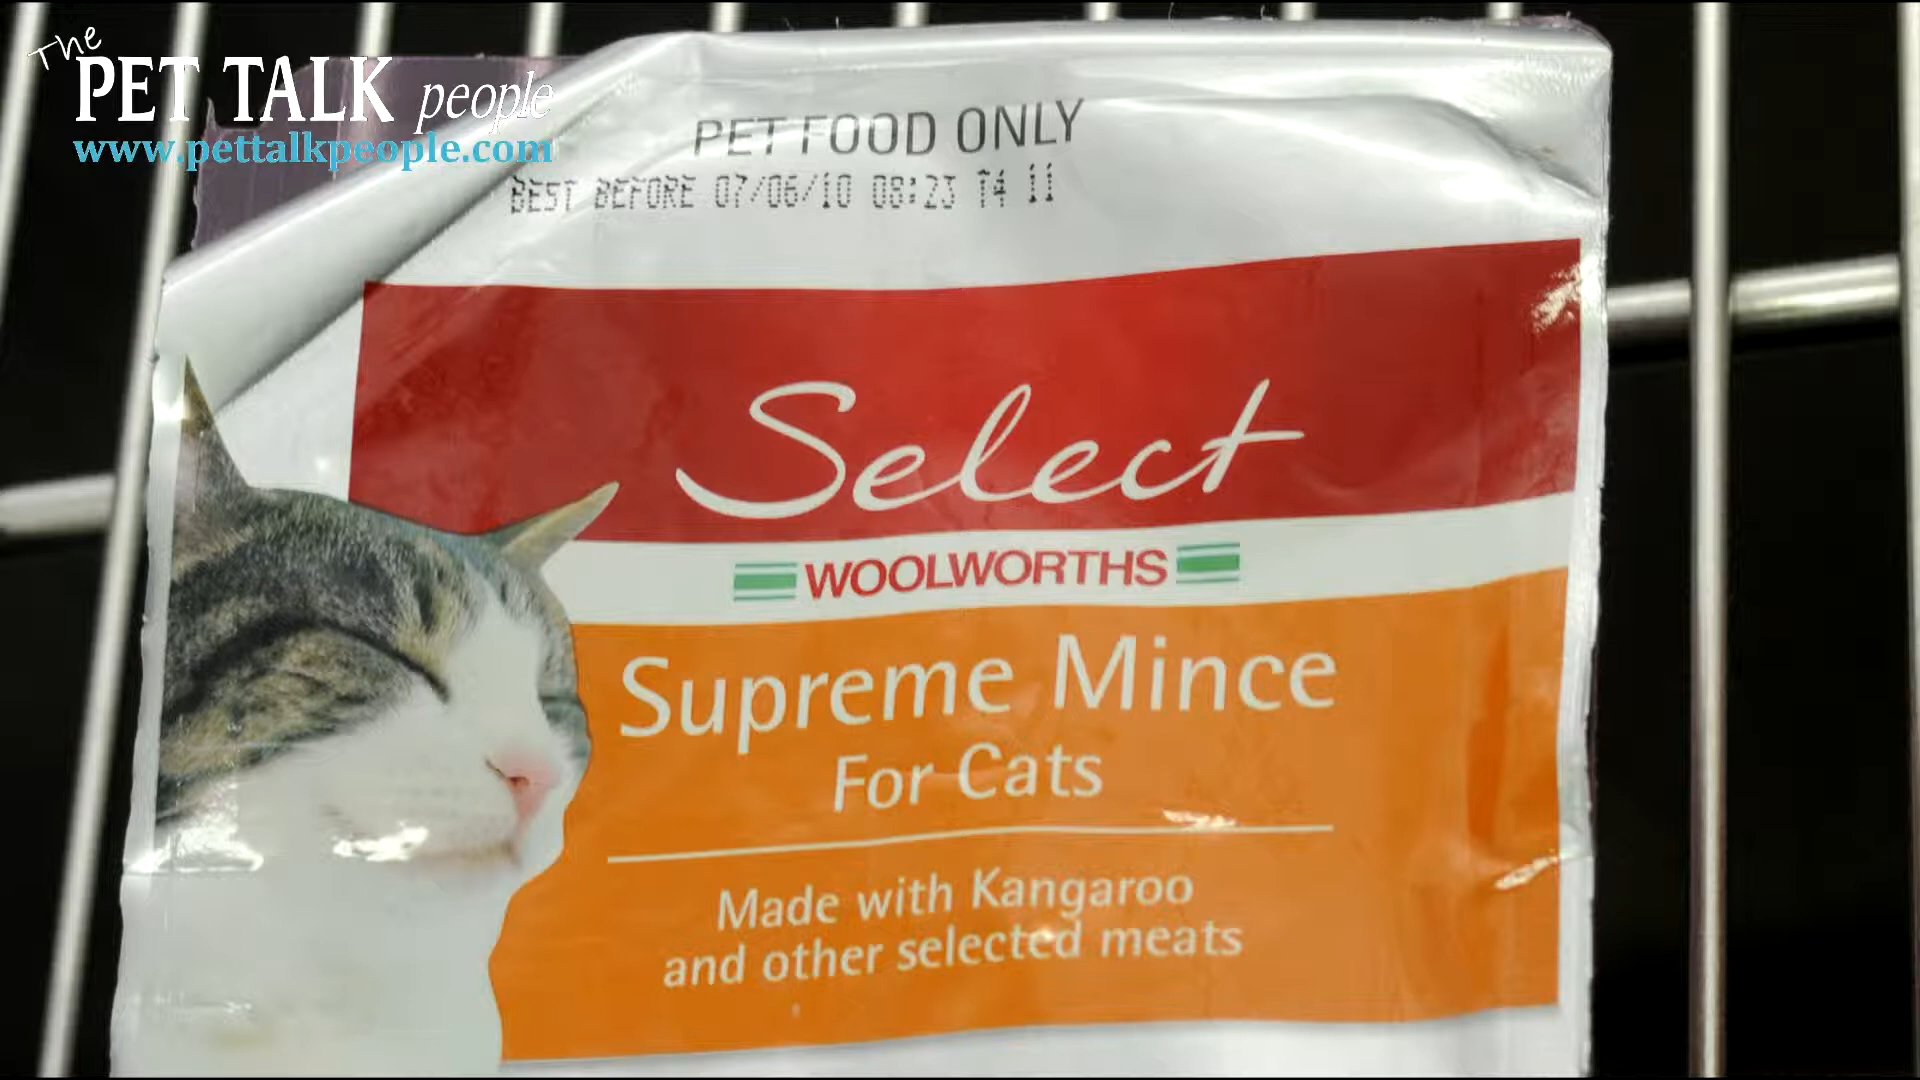 The
PET TALK people
www.pettalkpeople.com
PET FOOD ONLY
BEST BEFORE 07/06/10 08:23 T4 11
Select
WOOLWORTHS
Supreme Mince
For Cats
Made with Kangaroo
and other selected meats